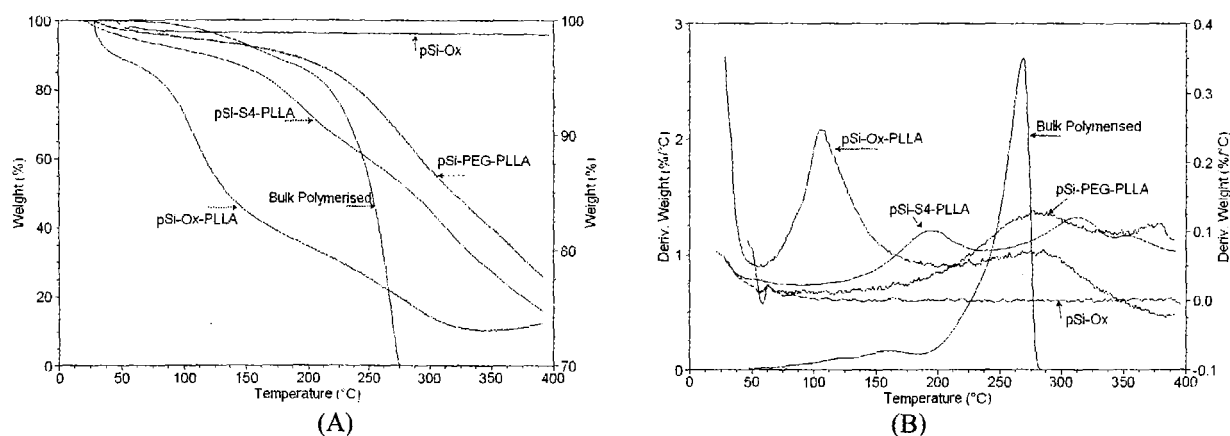 100
80
60
40
20
0
Weight (%)
0
50
100
150
200
250
300
350
400
Temperature (°C)
100
90
80
70
Weight (%)
pSi-Ox
pSi-S4-PLLA
pSi-PEG-PLLA
Bulk Polymerised
pSi-Ox-PLLA
(A)
3
2
1
0
Deriv. Weight (%/°C)
0
50
100
150
200
250
300
350
400
Temperature (°C)
0.4
0.3
0.2
0.1
0.0
-0.1
Deriv. Weight (%/°C)
pSi-Ox-PLLA
Bulk Polymerised
pSi-PEG-PLLA
pSi-S4-PLLA
pSi-Ox
(B)